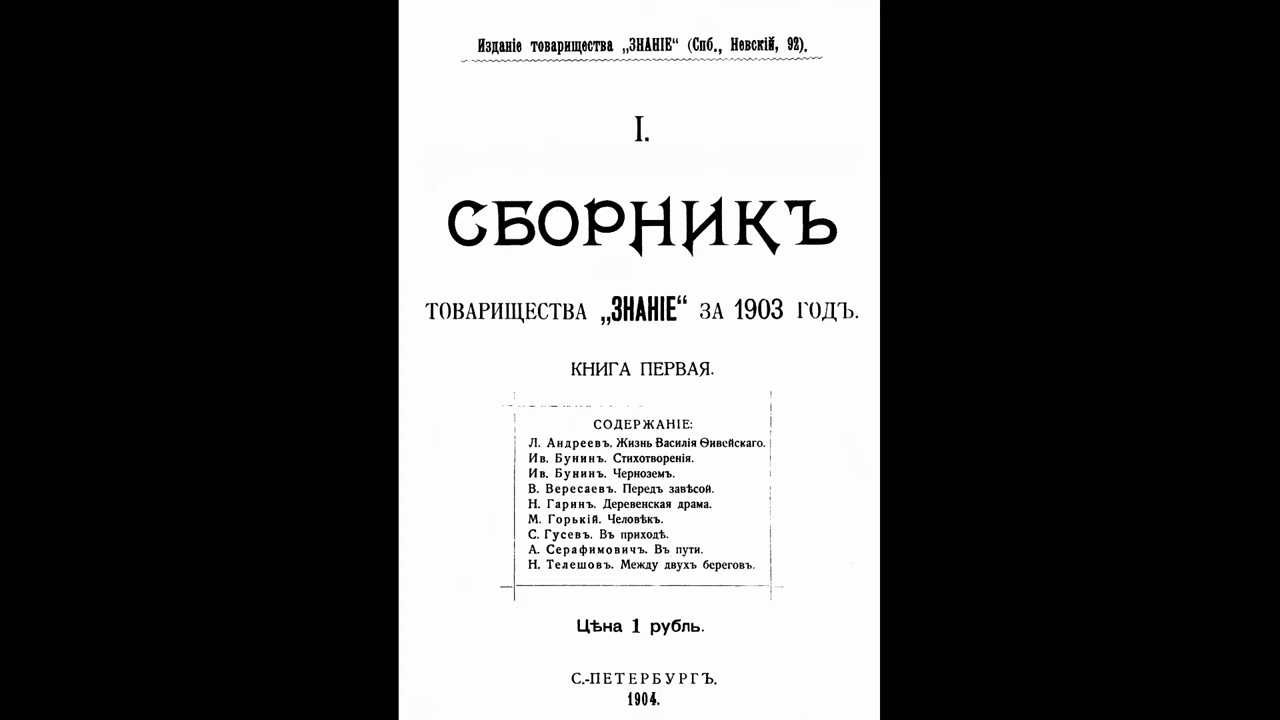 Изданіе товарищества „ЗНАНІЕ“ (Спб., Невскій, 92).
I.
СБОРНИКЪ
ТОВАРИЩЕСТВА „ЗНАНІЕ“ ЗА 1903 ГОДЪ.
КНИГА ПЕРВАЯ.
СОДЕРЖАНІЕ:
Л. Андреевъ. Жизнь Василія Ѳивейскаго.
Ив. Бунинъ. Стихотворенія.
Ив. Бунинъ. Черноземъ.
В. Вересаевъ. Передъ завѣсой.
Н. Гаринъ. Деревенская драма.
М. Горькій. Человѣкъ.
С. Гусевъ. Въ приходѣ.
А. Серафимовичъ. Въ пути.
Н. Телешовъ. Между двухъ береговъ.
Цѣна 1 рубль.
С.-ПЕТЕРБУРГЪ.
1904.